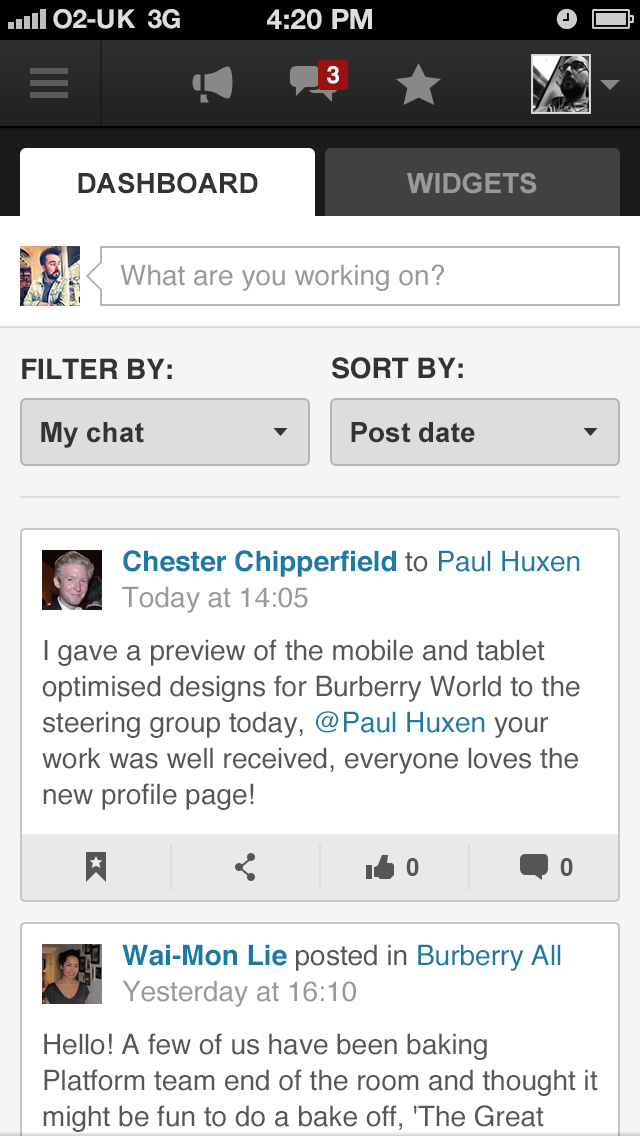 O2-UK 3G 4:20 PM
3
DASHBOARD WIDGETS
What are you working on?
FILTER BY: SORT BY:
My chat Post date
Chester Chipperfield to Paul Huxen
Today at 14:05
I gave a preview of the mobile and tablet
optimised designs for Burberry World to the
steering group today, @Paul Huxen your
work was well received, everyone loves the
new profile page!
0 0
Wai-Mon Lie posted in Burberry All
Yesterday at 16:10
Hello! A few of us have been baking
Platform team end of the room and thought it
might be fun to do a bake off, 'The Great